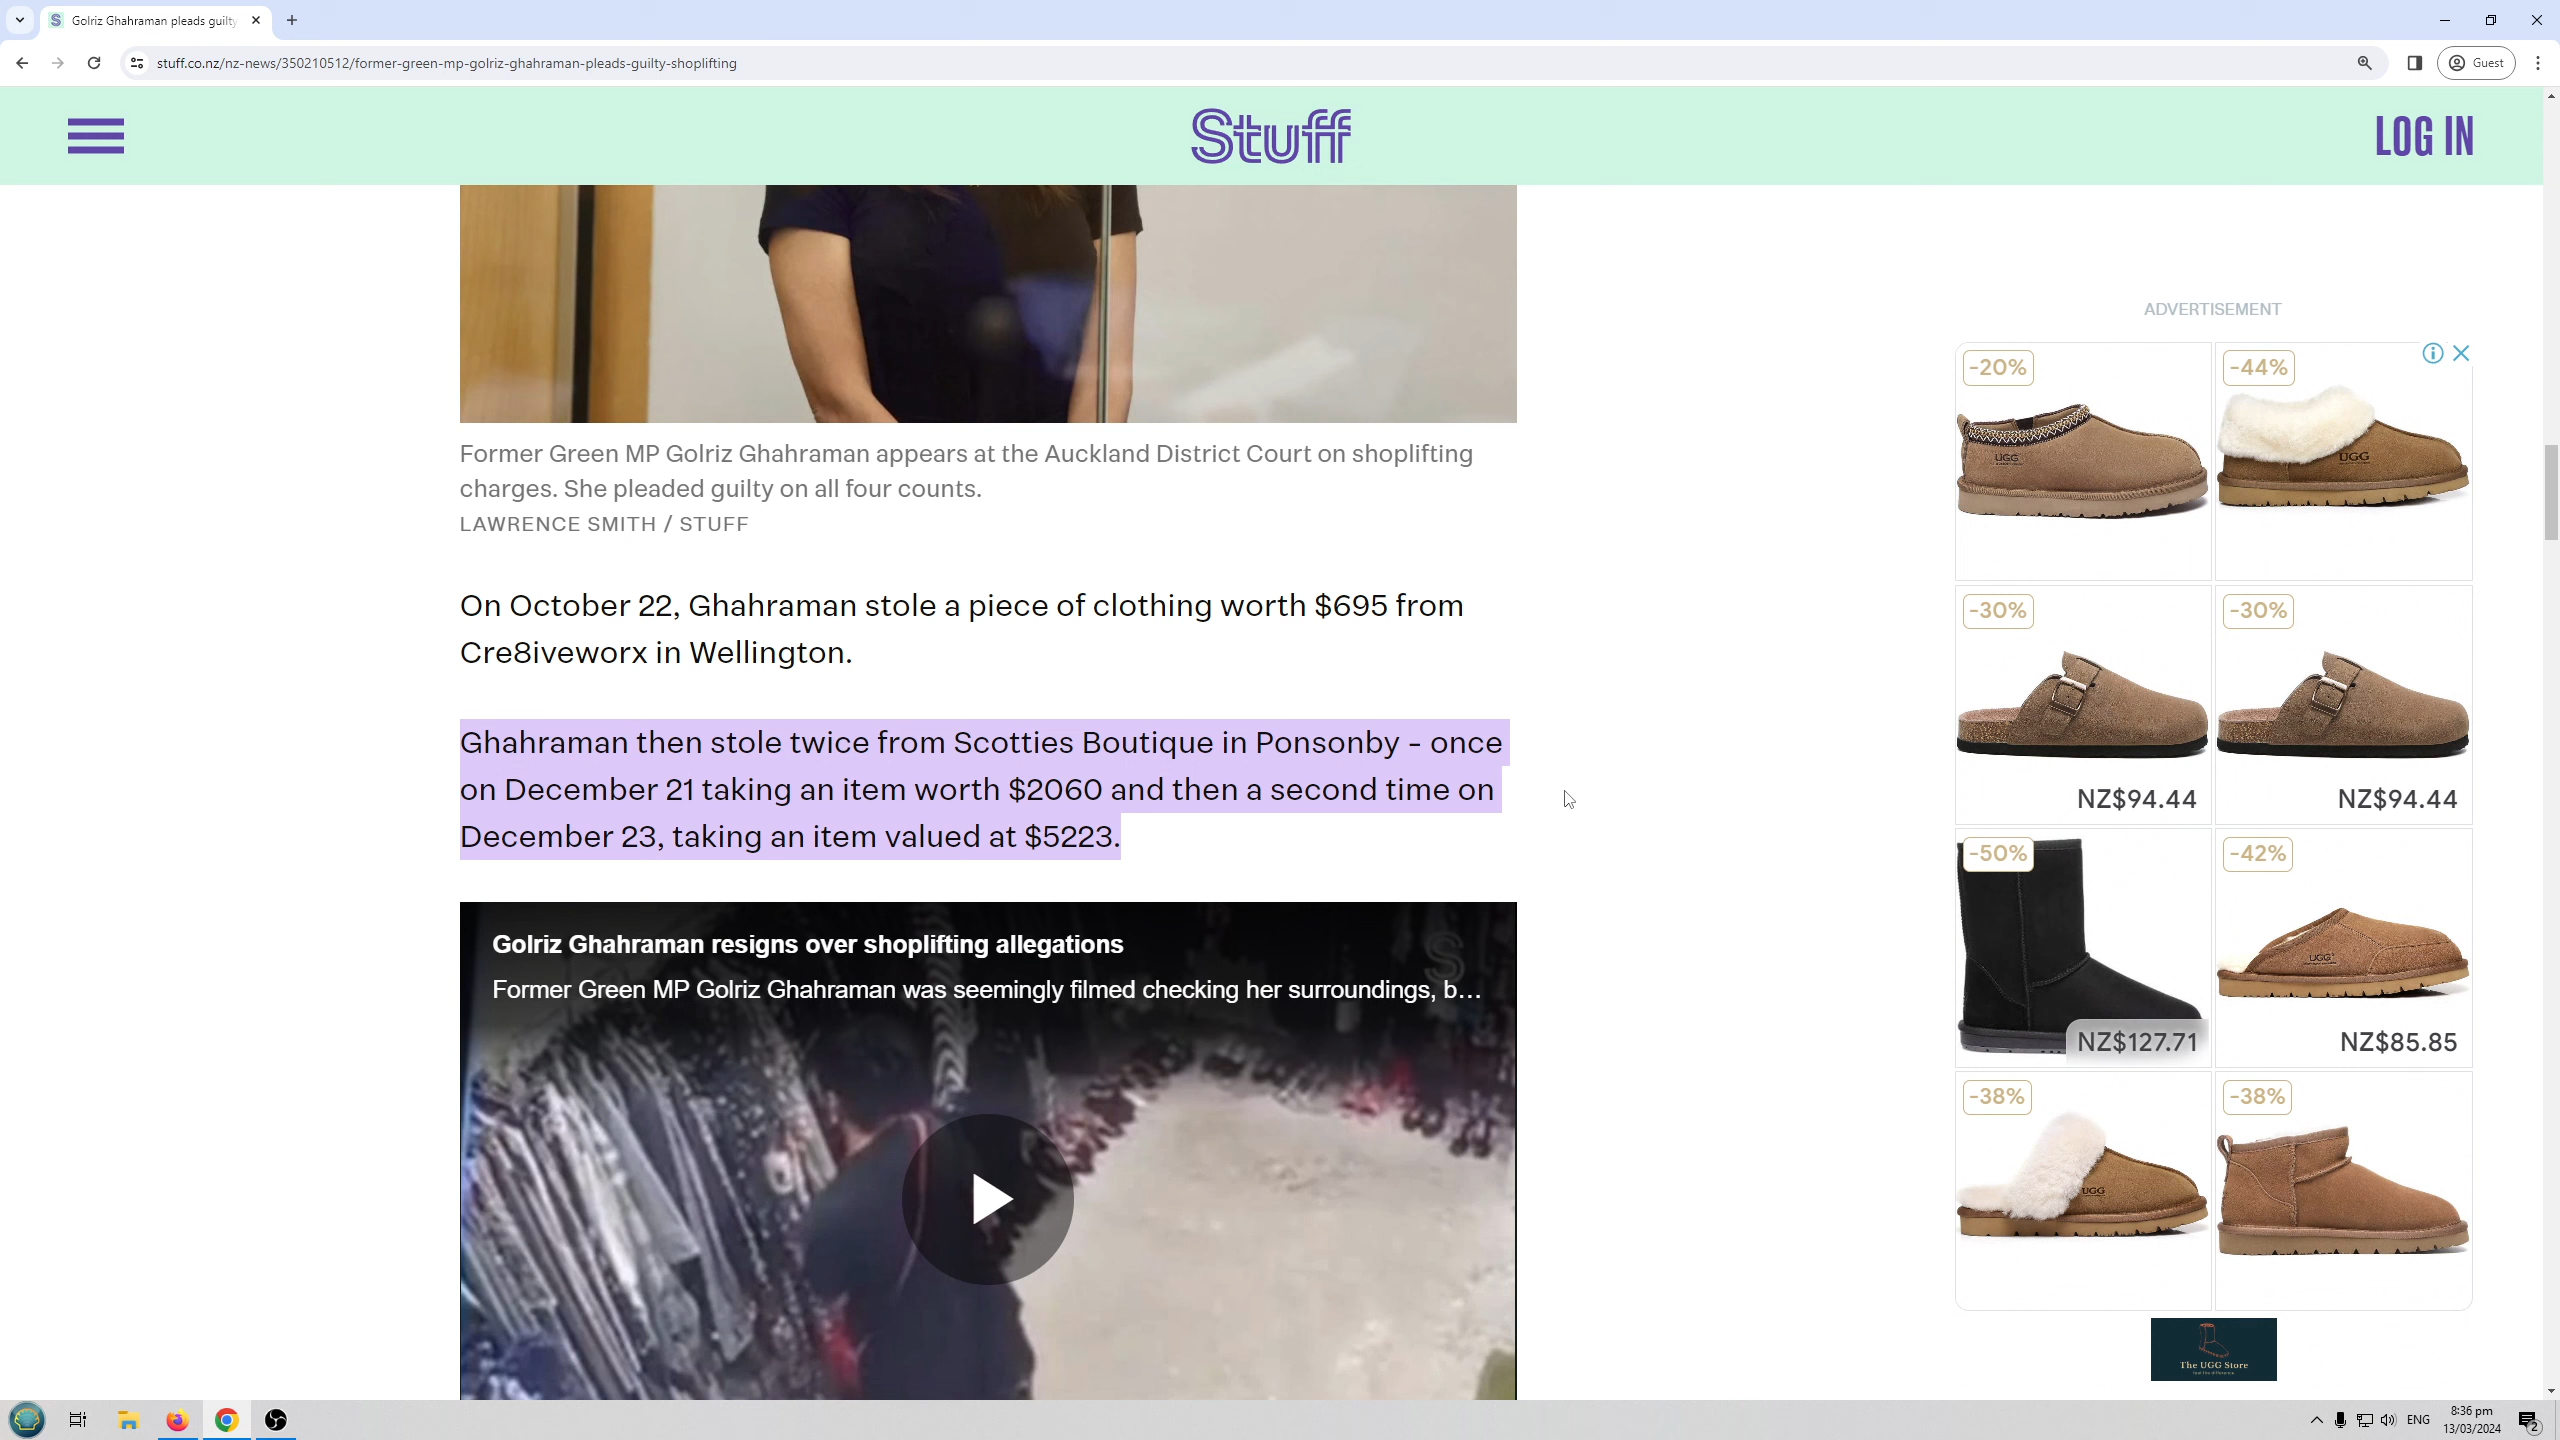 Golriz Ghahraman pleads guilty
stuff.co.nz/nz-news/350210512/former-green-mp-golriz-ghahraman-pleads-guilty-shoplifting
Guest
Stuff
LOG IN
Former Green MP Golriz Ghahraman appears at the Auckland District Court on shoplifting
charges. She pleaded guilty on all four counts.
LAWRENCE SMITH / STUFF
On October 22, Ghahraman stole a piece of clothing worth $695 from
Cre8iveworx in Wellington.
Ghahraman then stole twice from Scotties Boutique in Ponsonby - once
on December 21 taking an item worth $2060 and then a second time on
December 23, taking an item valued at $5223.
Golriz Ghahraman resigns over shoplifting allegations
Former Green MP Golriz Ghahraman was seemingly filmed checking her surroundings, b...
ADVERTISEMENT
-20%
-44%
UGG
UGG
-30%
-30%
NZ$94.44
NZ$94.44
-50%
-42%
UGG
NZ$127.71
NZ$85.85
-38%
-38%
UGG
The UGG Store
ENG
8:36 pm
13/03/2024
2